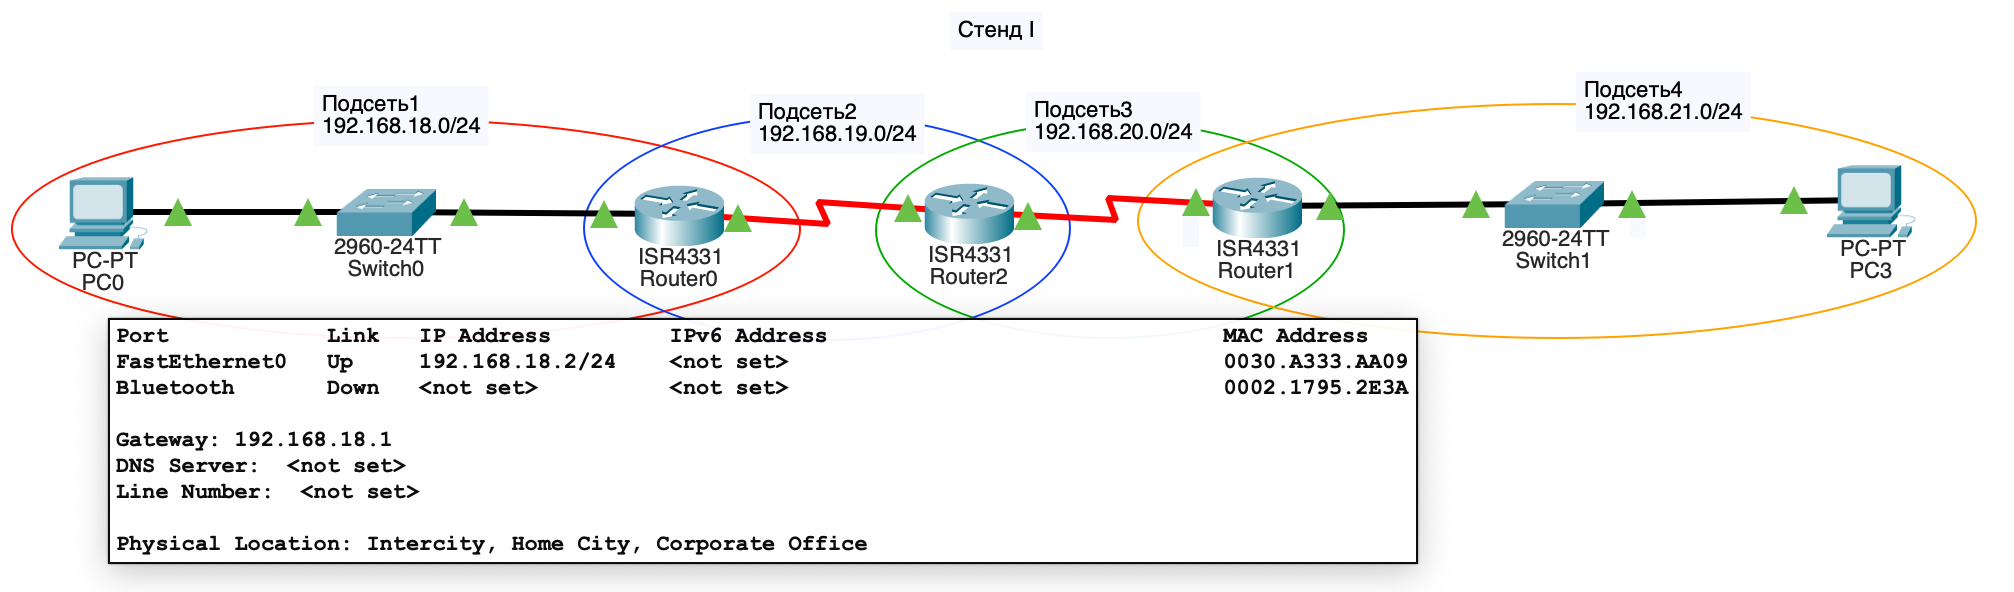 Стенд I
Подсеть1
192.168.18.0/24
Подсеть2
192.168.19.0/24
Подсеть3
192.168.20.0/24
Подсеть4
192.168.21.0/24
PC-PT
PC0
2960-24TT
Switch0
ISR4331
Router0
ISR4331
Router2
ISR4331
Router1
2960-24TT
Switch1
PC-PT
PC3
Port Link IP Address IPv6 Address MAC Address
FastEthernet0 Up 192.168.18.2/24 <not set> 0030.A333.AA09
Bluetooth Down <not set> <not set> 0002.1795.2E3A
Gateway: 192.168.18.1
DNS Server: <not set>
Line Number: <not set>
Physical Location: Intercity, Home City, Corporate Office